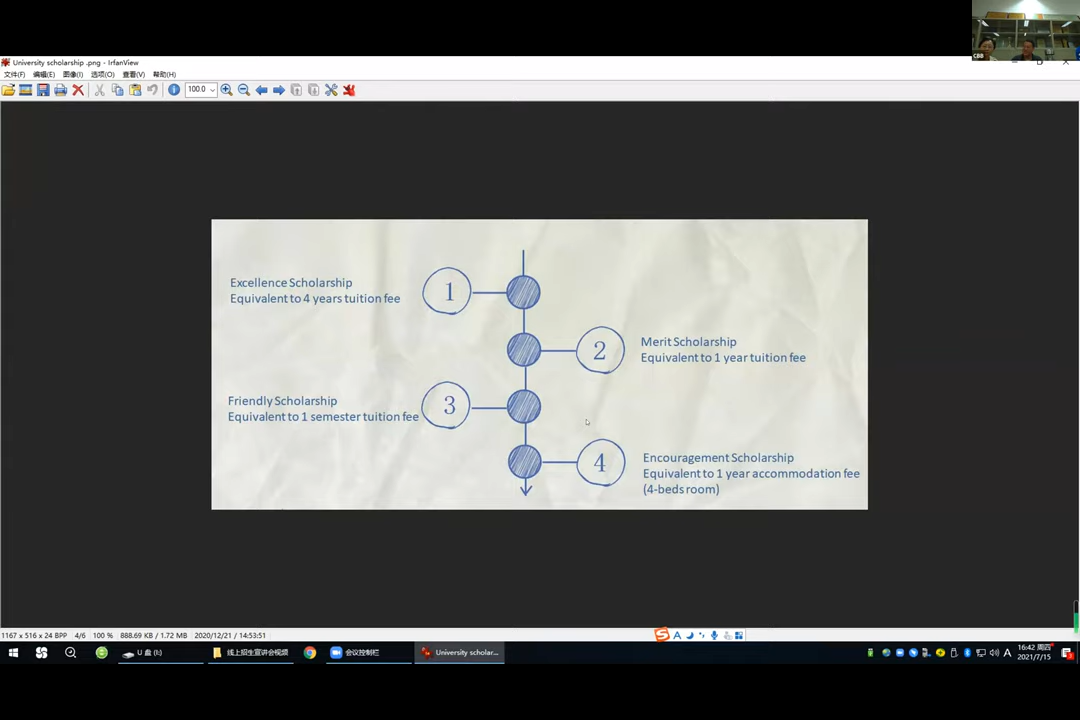 CBB
University scholarship .png - IrfanView
文件(F) 编辑(E) 图像(I) 选项(O) 查看(V) 帮助(H)
100.0
Excellence Scholarship
Equivalent to 4 years tuition fee
1
2
Merit Scholarship
Equivalent to 1 year tuition fee
Friendly Scholarship
Equivalent to 1 semester tuition fee
3
4
Encouragement Scholarship
Equivalent to 1 year accommodation fee
(4-beds room)
1167 x 516 x 24 BPP 4/6 100 % 888.69 KB / 1.72 MB 2020/12/21 / 14:53:51
A
U 盘 (I:)
线上招生宣讲会视频
会议控制栏
University scholar...
A
16:42 周四
2021/7/15